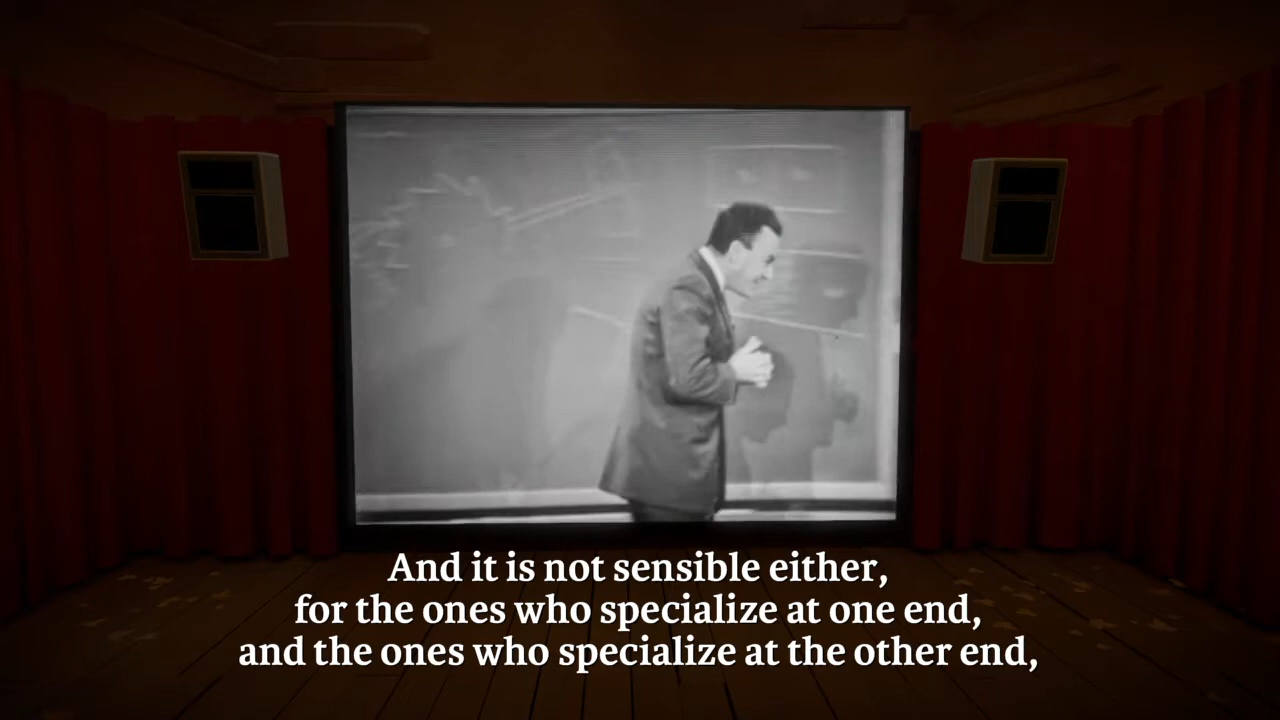 And it is not sensible either,
for the ones who specialize at one end,
and the ones who specialize at the other end,